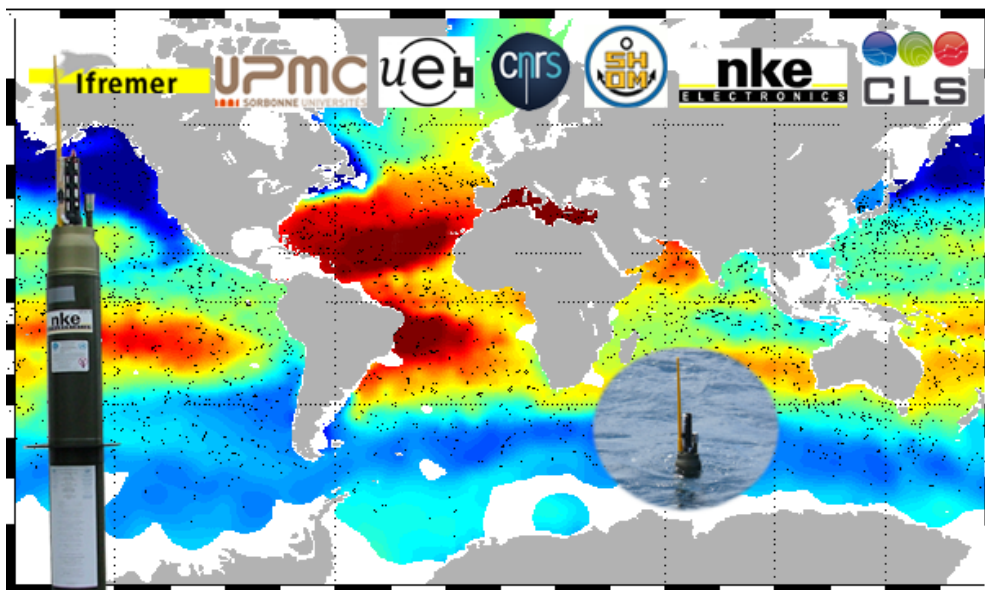 Ifremer
UPMC
SORBONNE UNIVERSITÉS
ueb
cnrs
SH
OM
nke
ELECTRONICS
CLS
nke